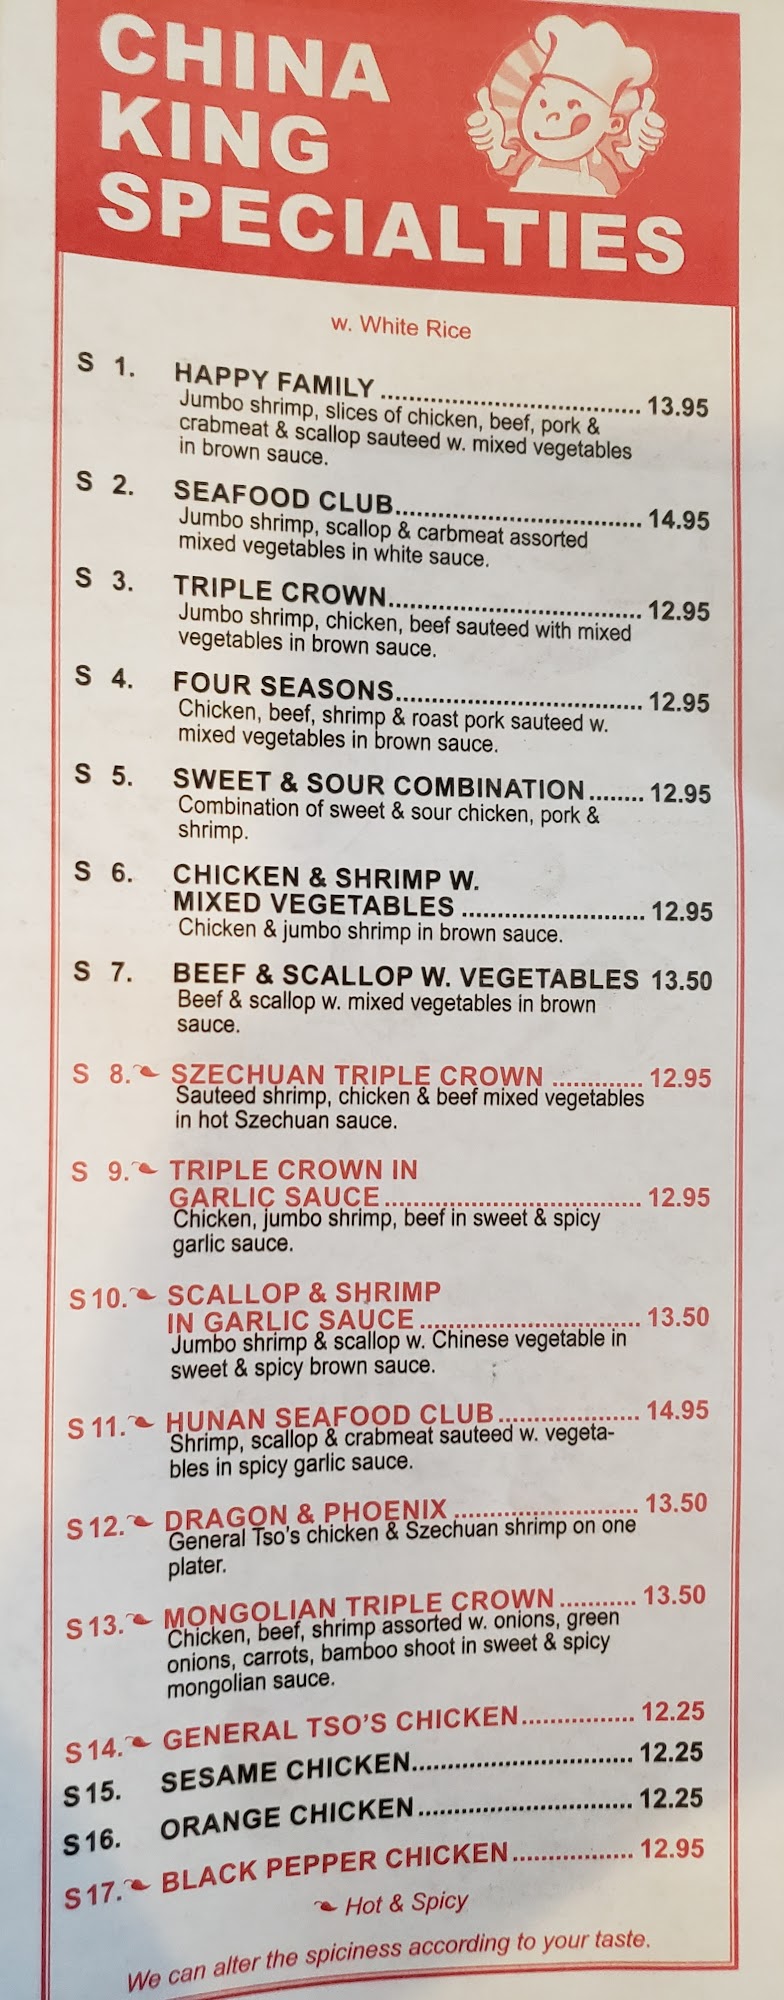 CHINA
KING
SPECIALTIES
w. White Rice
S 1. HAPPY FAMILY ........................................ 13.95
Jumbo shrimp, slices of chicken, beef, pork &
crabmeat & scallop sauteed w. mixed vegetables
in brown sauce.
S 2. SEAFOOD CLUB...................................... 14.95
Jumbo shrimp, scallop & carbmeat assorted
mixed vegetables in white sauce.
S 3. TRIPLE CROWN....................................... 12.95
Jumbo shrimp, chicken, beef sauteed with mixed
vegetables in brown sauce.
S 4. FOUR SEASONS...................................... 12.95
Chicken, beef, shrimp & roast pork sauteed w.
mixed vegetables in brown sauce.
S 5. SWEET & SOUR COMBINATION ........ 12.95
Combination of sweet & sour chicken, pork &
shrimp.
S 6. CHICKEN & SHRIMP W.
MIXED VEGETABLES ........................... 12.95
Chicken & jumbo shrimp in brown sauce.
S 7. BEEF & SCALLOP W. VEGETABLES 13.50
Beef & scallop w. mixed vegetables in brown
sauce.
S 8. SZECHUAN TRIPLE CROWN ............. 12.95
Sauteed shrimp, chicken & beef mixed vegetables
in hot Szechuan sauce.
S 9. TRIPLE CROWN IN
GARLIC SAUCE...................................... 12.95
Chicken, jumbo shrimp, beef in sweet & spicy
garlic sauce.
S10. SCALLOP & SHRIMP
IN GARLIC SAUCE ................................. 13.50
Jumbo shrimp & scallop w. Chinese vegetable in
sweet & spicy brown sauce.
S11. HUNAN SEAFOOD CLUB..................... 14.95
Shrimp, scallop & crabmeat sauteed w. vegeta-
bles in spicy garlic sauce.
S12. DRAGON & PHOENIX ........................... 13.50
General Tso's chicken & Szechuan shrimp on one
plater.
S13. MONGOLIAN TRIPLE CROWN ........... 13.50
Chicken, beef, shrimp assorted w. onions, green
onions, carrots, bamboo shoot in sweet & spicy
mongolian sauce.
S14. GENERAL TSO'S CHICKEN................. 12.25
S15. SESAME CHICKEN................................. 12.25
S16. ORANGE CHICKEN ................................ 12.25
S17. BLACK PEPPER CHICKEN.................. 12.95
Hot & Spicy
We can alter the spiciness according to your taste.